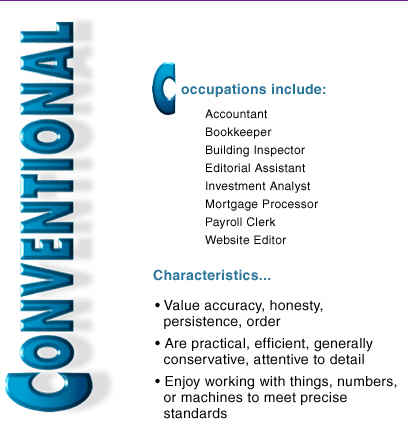 CONVENTIONAL
C occupations include:
Accountant
Bookkeeper
Building Inspector
Editorial Assistant
Investment Analyst
Mortgage Processor
Payroll Clerk
Website Editor
Characteristics...
• Value accuracy, honesty,
persistence, order
• Are practical, efficient, generally
conservative, attentive to detail
• Enjoy working with things, numbers,
or machines to meet precise
standards